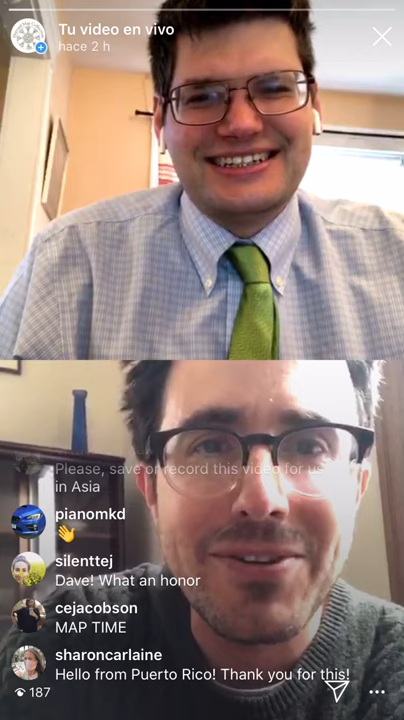 Tu video en vivo
hace 2 h
Please, save or record this video for us
in Asia
pianomkd
👋
silenttej
Dave! What an honor
cejacobson
MAP TIME
sharoncarlaine
Hello from Puerto Rico! Thank you for this!
187